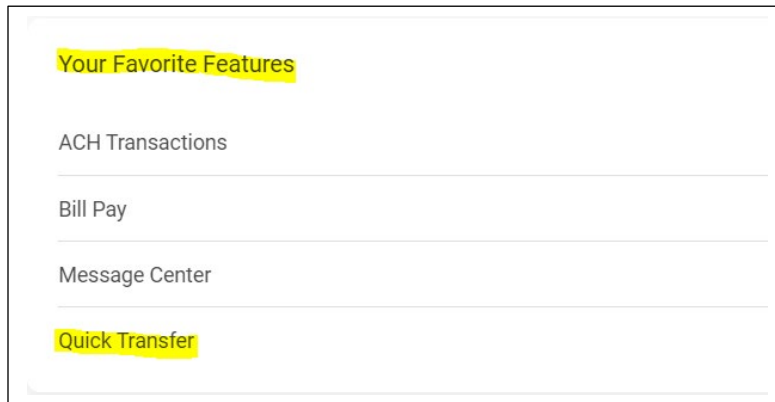 Your Favorite Features
ACH Transactions
Bill Pay
Message Center
Quick Transfer